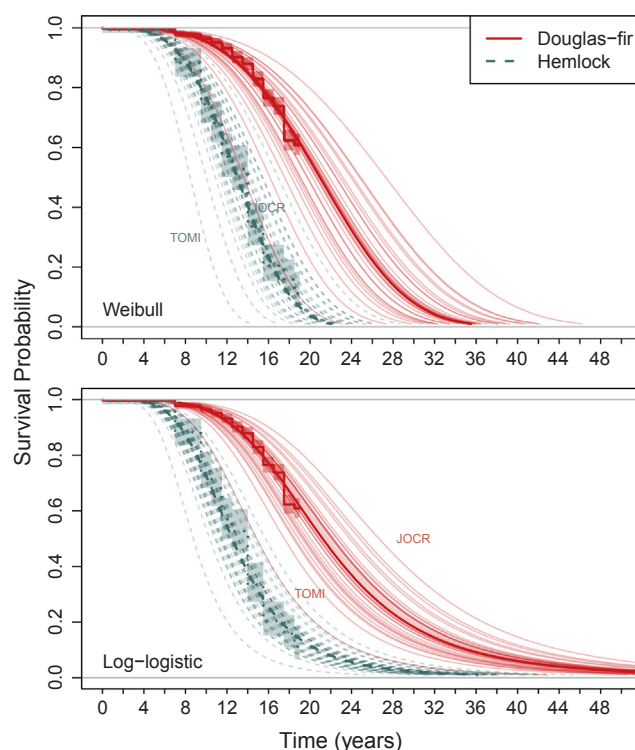 Douglas−fir
Hemlock
1.0
0.8
0.6
0.4
0.2
0.0
JOCR
TOMI
Weibull
0 4 8 12 16 20 24 28 32 36 40 44 48
Survival Probability
1.0
0.8
0.6
0.4
0.2
0.0
JOCR
TOMI
Log−logistic
0 4 8 12 16 20 24 28 32 36 40 44 48
Time (years)